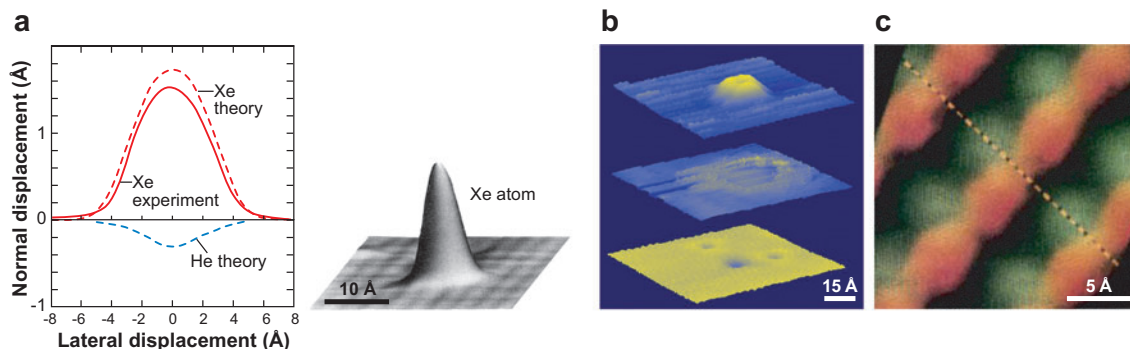 a
Normal displacement (Å)
1
0
-1
Xe
theory
Xe
experiment
He theory
-8 -6 -4 -2 0 2 4 6 8
Lateral displacement (Å)
Xe atom
10 Å
b
15 Å
c
5 Å